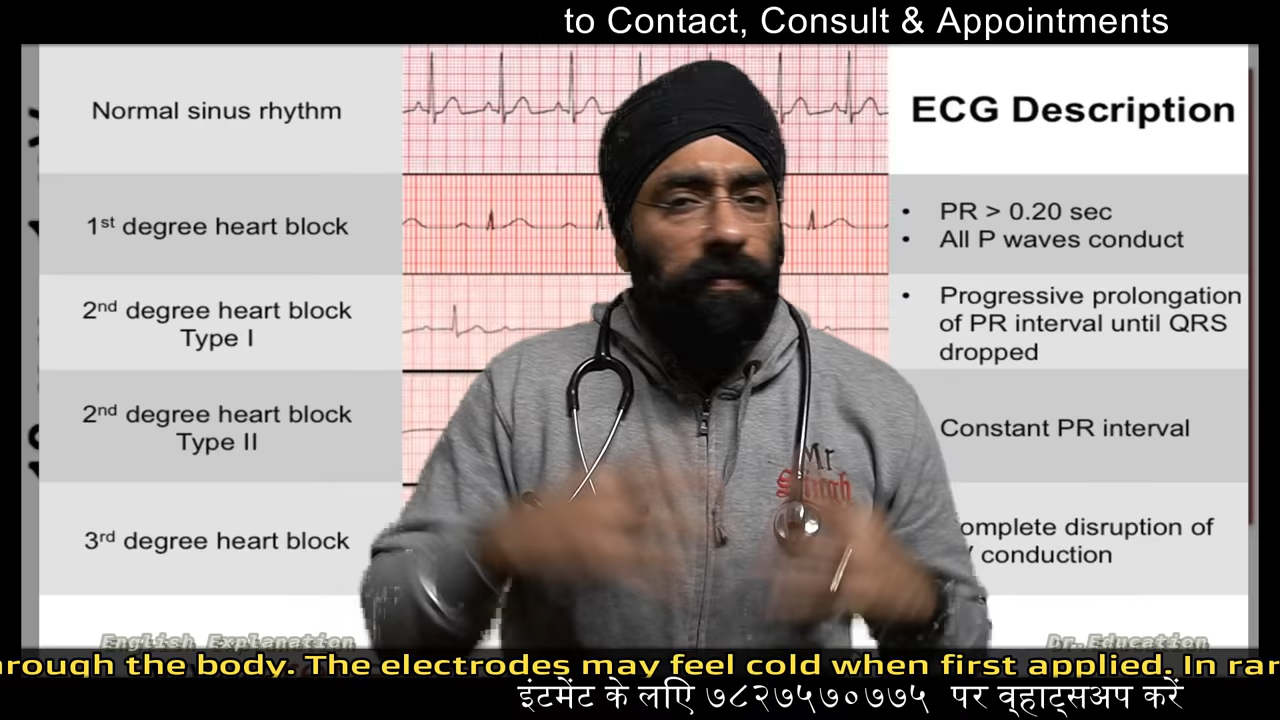 to Contact, Consult & Appointments
Normal sinus rhythm
ECG Description
1st degree heart block
• PR > 0.20 sec
• All P waves conduct
2nd degree heart block
Type I
• Progressive prolongation
of PR interval until QRS
dropped
2nd degree heart block
Type II
Constant PR interval
Mr
Singh
3rd degree heart block
omplete disruption of
conduction
English Explanation
Dr.Education
rough the body. The electrodes may feel cold when first applied. In rar
इंटमेंट के लिए ७८२७५७०७७५ पर व्हाट्सअप करें